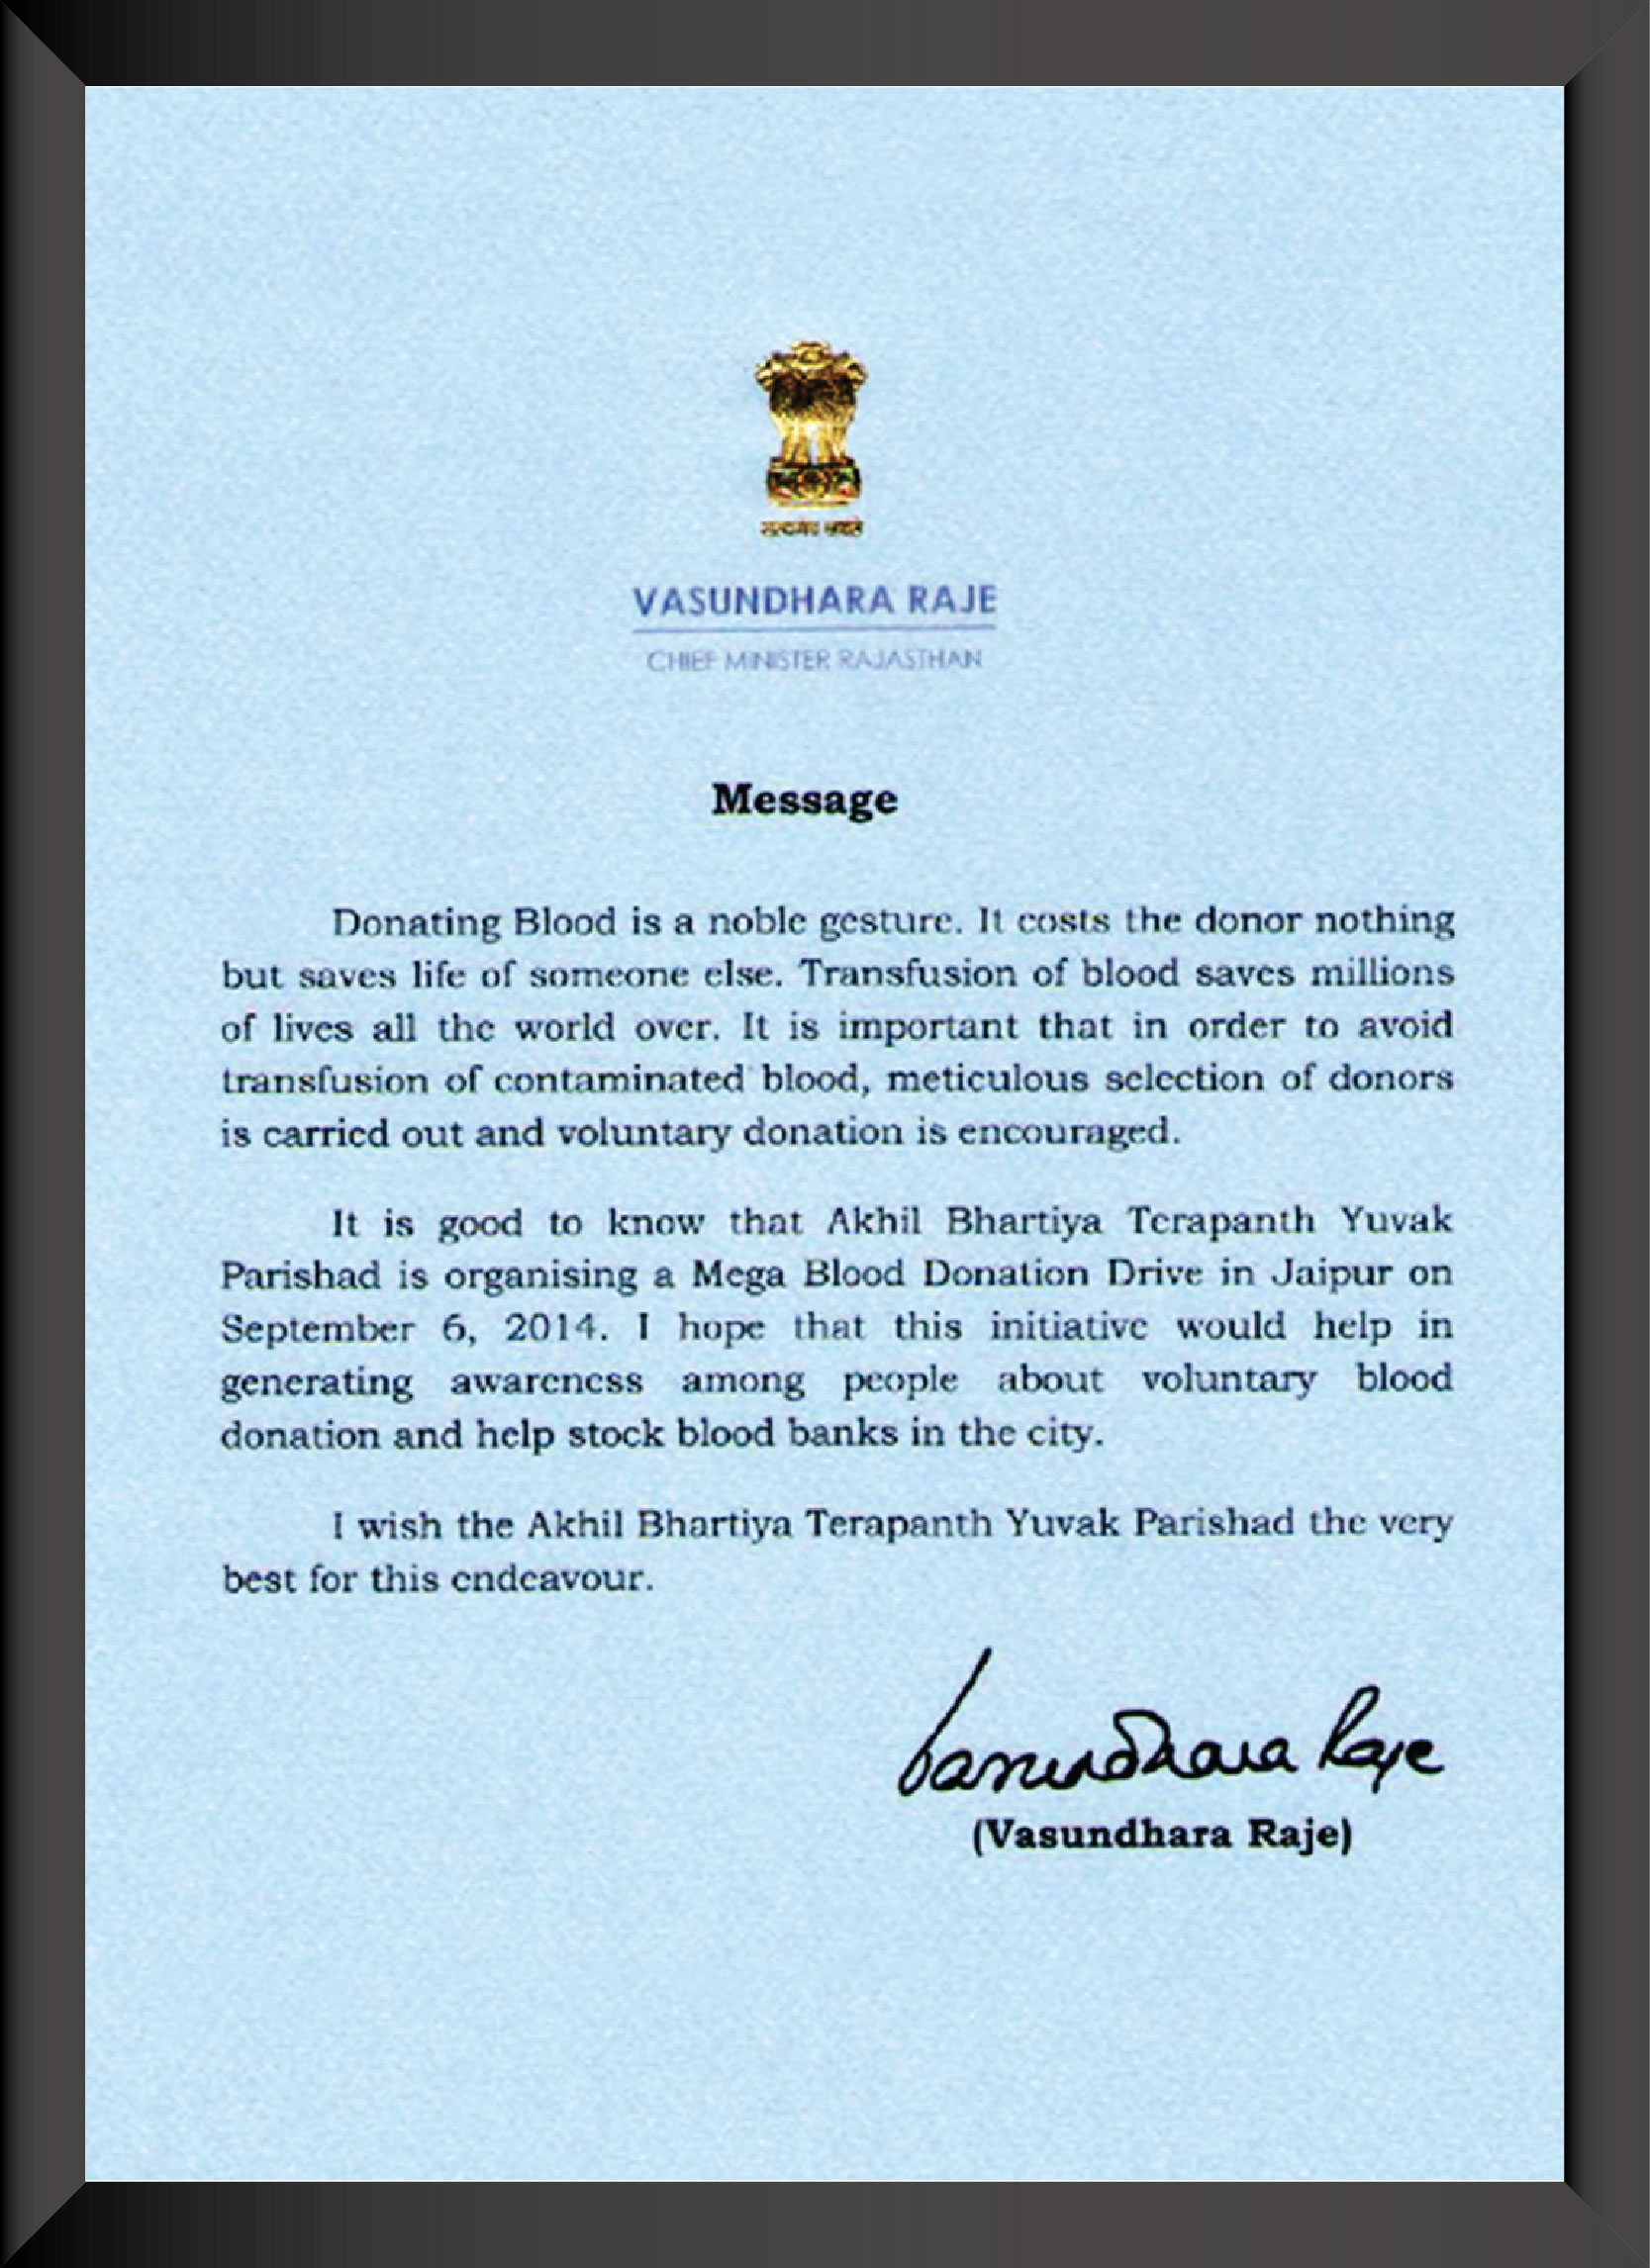 सत्यमेव जयते
VASUNDHARA RAJE
CHIEF MINISTER RAJASTHAN
Message
Donating Blood is a noble gesture. It costs the donor nothing
but saves life of someone else. Transfusion of blood saves millions
of lives all the world over. It is important that in order to avoid
transfusion of contaminated blood, meticulous selection of donors
is carried out and voluntary donation is encouraged.
It is good to know that Akhil Bhartiya Terapanth Yuvak
Parishad is organising a Mega Blood Donation Drive in Jaipur on
September 6, 2014. I hope that this initiative would help in
generating awareness among people about voluntary blood
donation and help stock blood banks in the city.
I wish the Akhil Bhartiya Terapanth Yuvak Parishad the very
best for this endeavour.
Vasundhara Raje
(Vasundhara Raje)